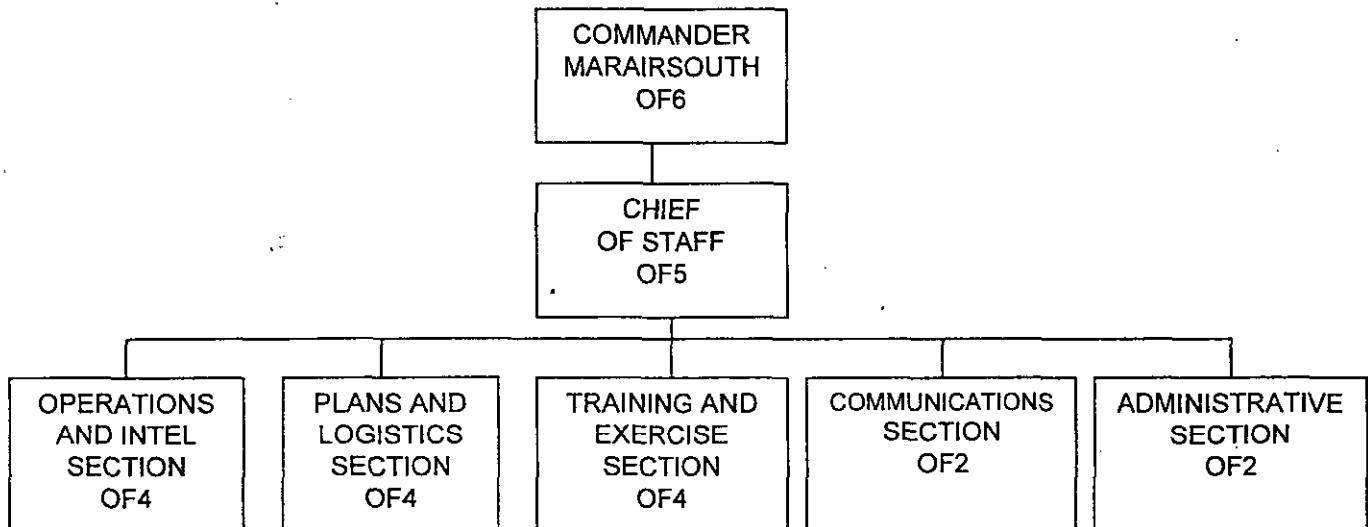 COMMANDER
MARAIRSOUTH
OF6
CHIEF
OF STAFF
OF5
OPERATIONS
AND INTEL
SECTION
OF4
PLANS AND
LOGISTICS
SECTION
OF4
TRAINING AND
EXERCISE
SECTION
OF4
COMMUNICATIONS
SECTION
OF2
ADMINISTRATIVE
SECTION
OF2